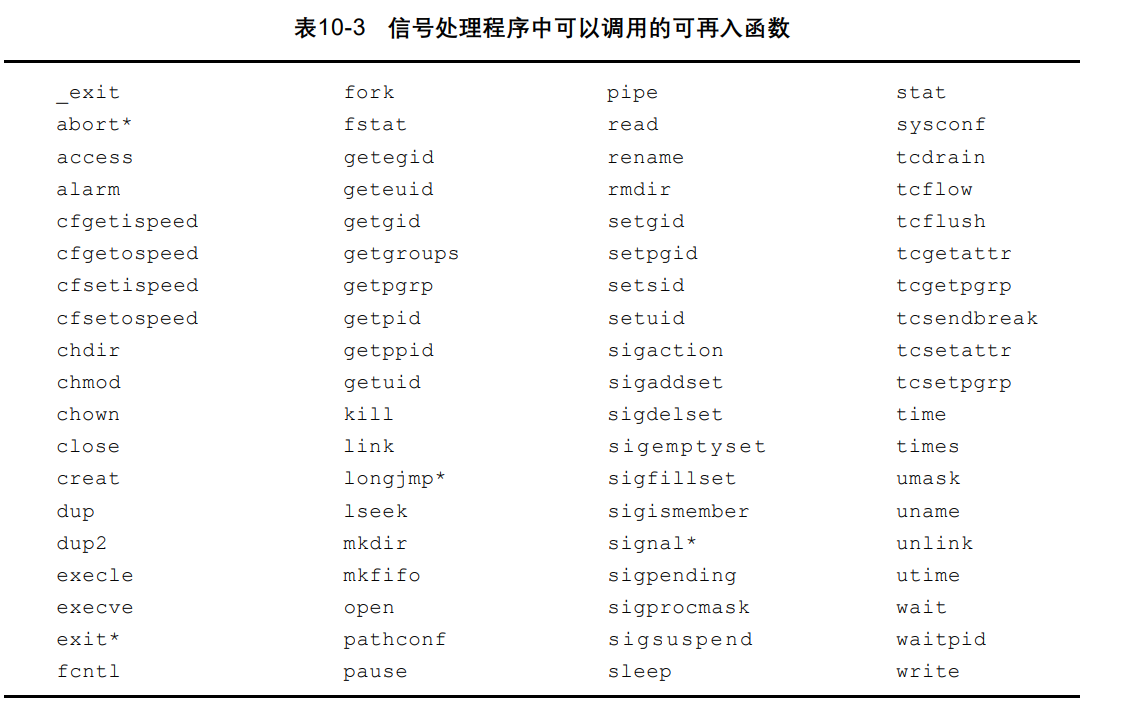 表10-3 信号处理程序中可以调用的可再入函数
_exit fork pipe stat
abort* fstat read sysconf
access getegid rename tcdrain
alarm geteuid rmdir tcflow
cfgetispeed getgid setgid tcflush
cfgetospeed getgroups setpgid tcgetattr
cfsetispeed getpgrp setsid tcgetpgrp
cfsetospeed getpid setuid tcsendbreak
chdir getppid sigaction tcsetattr
chmod getuid sigaddset tcsetpgrp
chown kill sigdelset time
close link sigemptyset times
creat longjmp* sigfillset umask
dup lseek sigismember uname
dup2 mkdir signal* unlink
execle mkfifo sigpending utime
execve open sigprocmask wait
exit* pathconf sigsuspend waitpid
fcntl pause sleep write